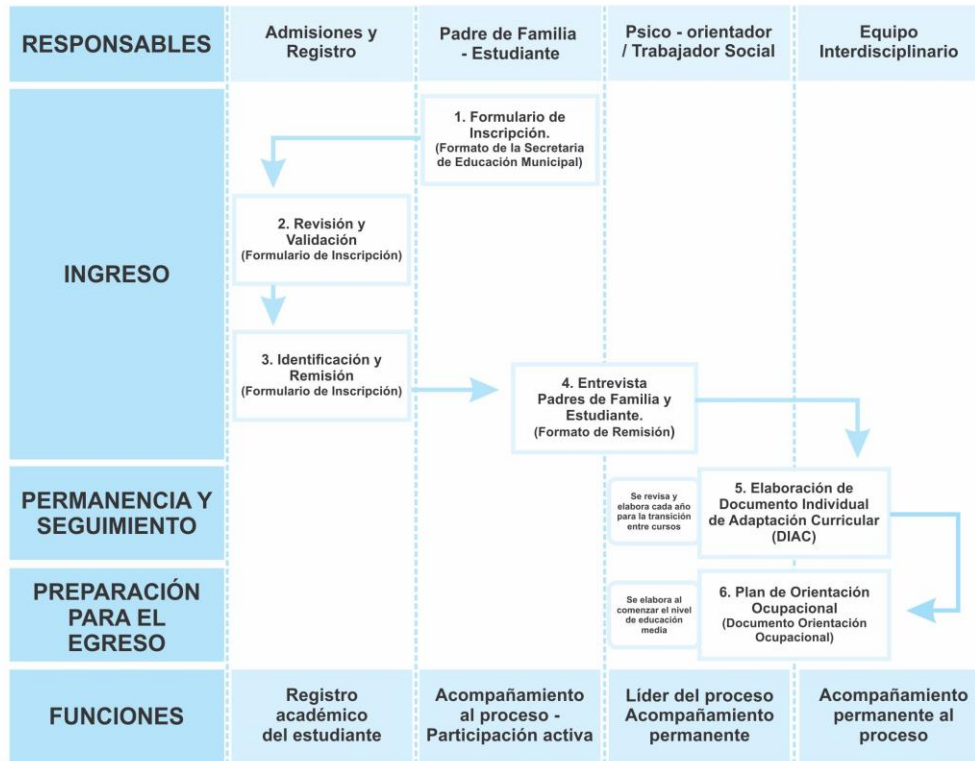 RESPONSABLES
Admisiones y
Registro
Padre de Familia
- Estudiante
Psico - orientador
/ Trabajador Social
Equipo
Interdisciplinario
INGRESO
1. Formulario de
Inscripción.
(Formato de la Secretaria
de Educación Municipal)
2. Revisión y
Validación
(Formulario de Inscripción)
3. Identificación y
Remisión
(Formulario de Inscripción)
4. Entrevista
Padres de Familia y
Estudiante.
(Formato de Remisión)
PERMANENCIA Y
SEGUIMIENTO
Se revisa y
elabora cada año
para la transición
entre cursos
5. Elaboración de
Documento Individual
de Adaptación Curricular
(DIAC)
PREPARACIÓN
PARA EL
EGRESO
Se elabora al
comenzar el nivel
de educación
media
6. Plan de Orientación
Ocupacional
(Documento Orientación
Ocupacional)
FUNCIONES
Registro
académico
del estudiante
Acompañamiento
al proceso -
Participación activa
Líder del proceso
Acompañamiento
permanente
Acompañamiento
permanente al
proceso